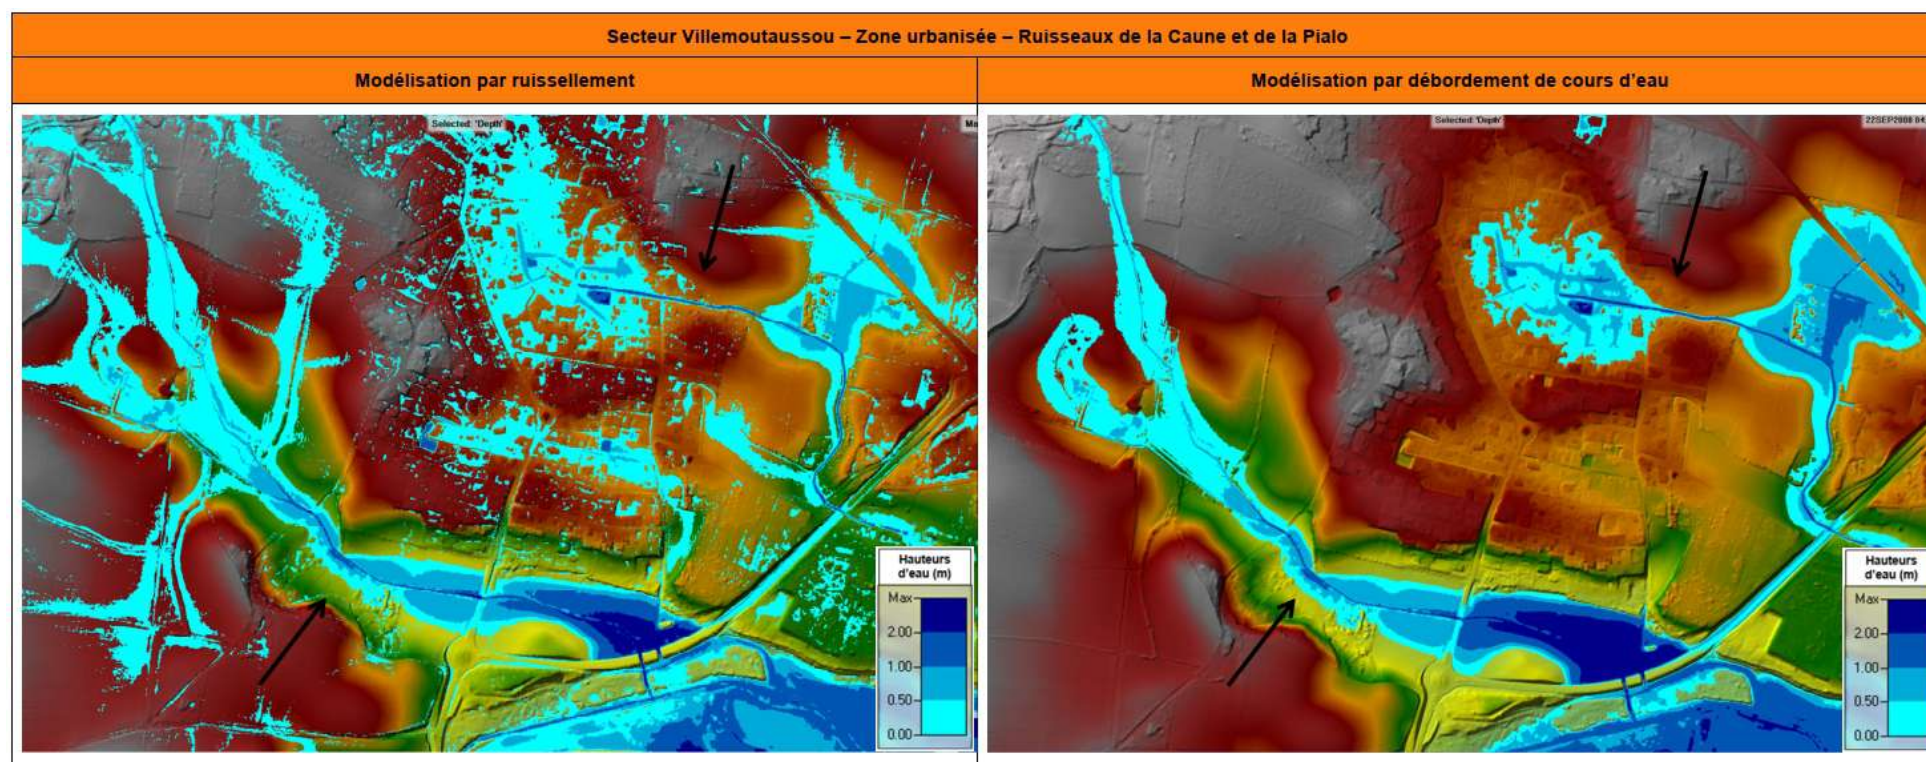 Secteur Villemoutaussou – Zone urbanisée – Ruisseaux de la Caune et de la Pialo
Modélisation par ruissellement
Modélisation par débordement de cours d'eau
Selected: 'Depth'
Selected: 'Depth'
Hauteurs
d'eau (m)
Max
2.00
1.00
0.50
0.00
Hauteurs
d'eau (m)
Max
2.00
1.00
0.50
0.00